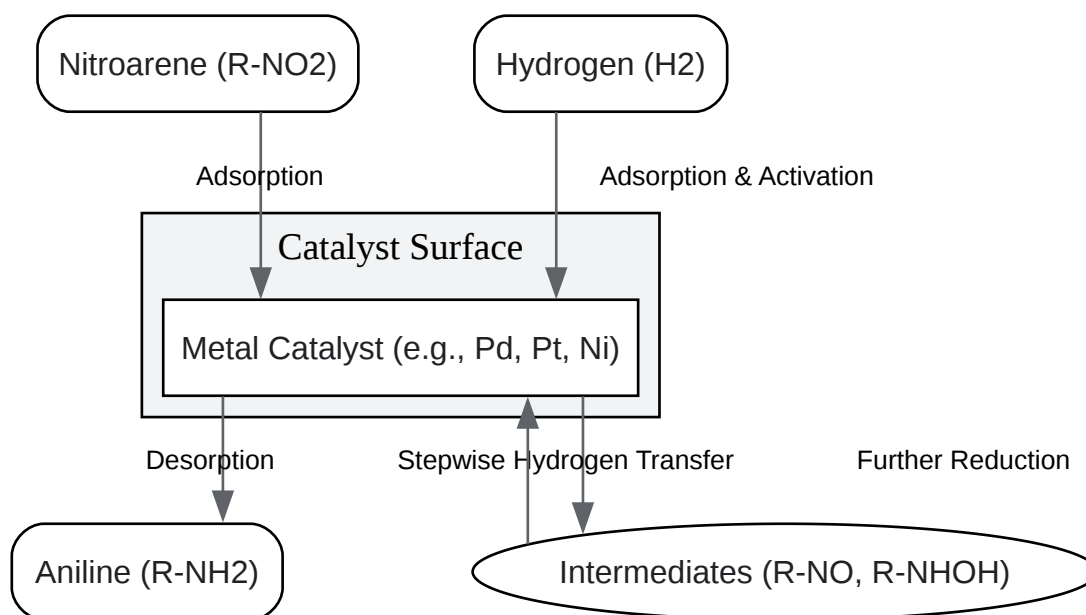 Nitroarene (R-NO2)
Hydrogen (H2)
Adsorption
Adsorption & Activation
Catalyst Surface
Metal Catalyst (e.g., Pd, Pt, Ni)
Desorption
Stepwise Hydrogen Transfer
Further Reduction
Aniline (R-NH2)
Intermediates (R-NO, R-NHOH)